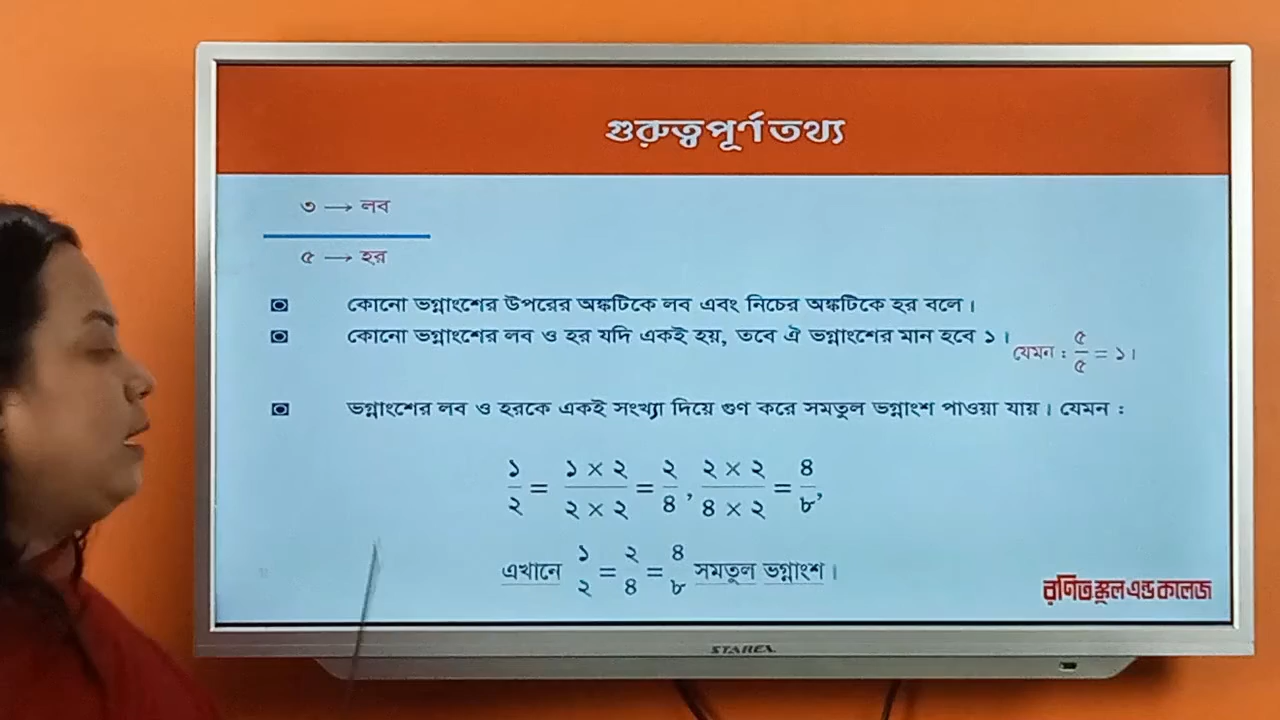 গুরুত্বপূর্ণ তথ্য
৩ → লব
৫ → হর
কোনো ভগ্নাংশের উপরের অঙ্কটিকে লব এবং নিচের অঙ্কটিকে হর বলে।
কোনো ভগ্নাংশের লব ও হর যদি একই হয়, তবে ঐ ভগ্নাংশের মান হবে ১।
যেমন : ৫/৫ = ১।
ভগ্নাংশের লব ও হরকে একই সংখ্যা দিয়ে গুণ করে সমতুল ভগ্নাংশ পাওয়া যায়। যেমন :
১/২ = ১ × ২/২ × ২ = ২/৪, ২ × ২/৪ × ২ = ৪/৮,
এখানে ১/২ = ২/৪ = ৪/৮ সমতুল ভগ্নাংশ।
রণিত স্কুল এন্ড কলেজ
STAREX